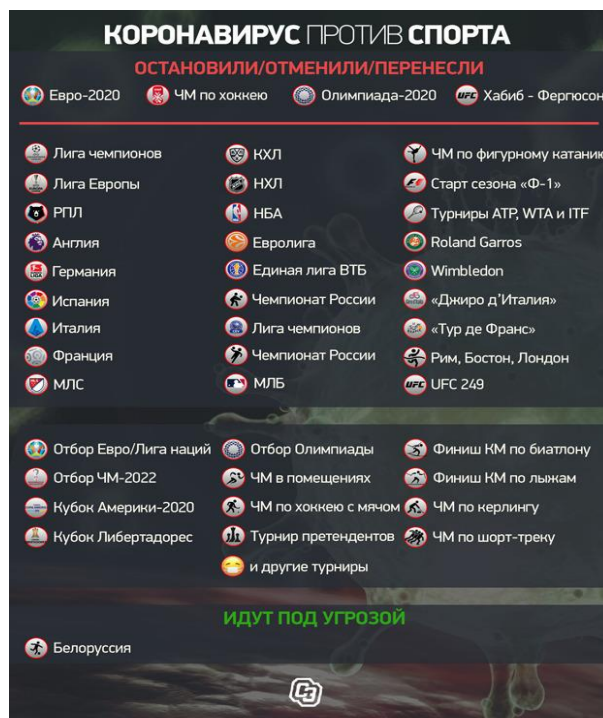 КОРОНАВИРУС ПРОТИВ СПОРТА
ОСТАНОВИЛИ/ОТМЕНИЛИ/ПЕРЕНЕСЛИ
Евро-2020 ЧМ по хоккею Олимпиада-2020 UFC Хабиб - Фергюсон
Лига чемпионов КХЛ ЧМ по фигурному катанию
Лига Европы НХЛ Старт сезона «Ф-1»
РПЛ НБА Турниры ATP, WTA и ITF
Англия Евролига Roland Garros
Германия Единая лига ВТБ Wimbledon
Испания Чемпионат России «Джиро д’Италия»
Италия Лига чемпионов «Тур де Франс»
Франция Чемпионат России Рим, Бостон, Лондон
МЛС МЛБ UFC UFC 249
Отбор Евро/Лига наций Отбор Олимпиады Финиш КМ по биатлону
Отбор ЧМ-2022 ЧМ в помещениях Финиш КМ по лыжам
Кубок Америки-2020 ЧМ по хоккею с мячом ЧМ по керлингу
Кубок Либертадорес Турнир претендентов ЧМ по шорт-треку
и другие турниры
ИДУТ ПОД УГРОЗОЙ
Белоруссия